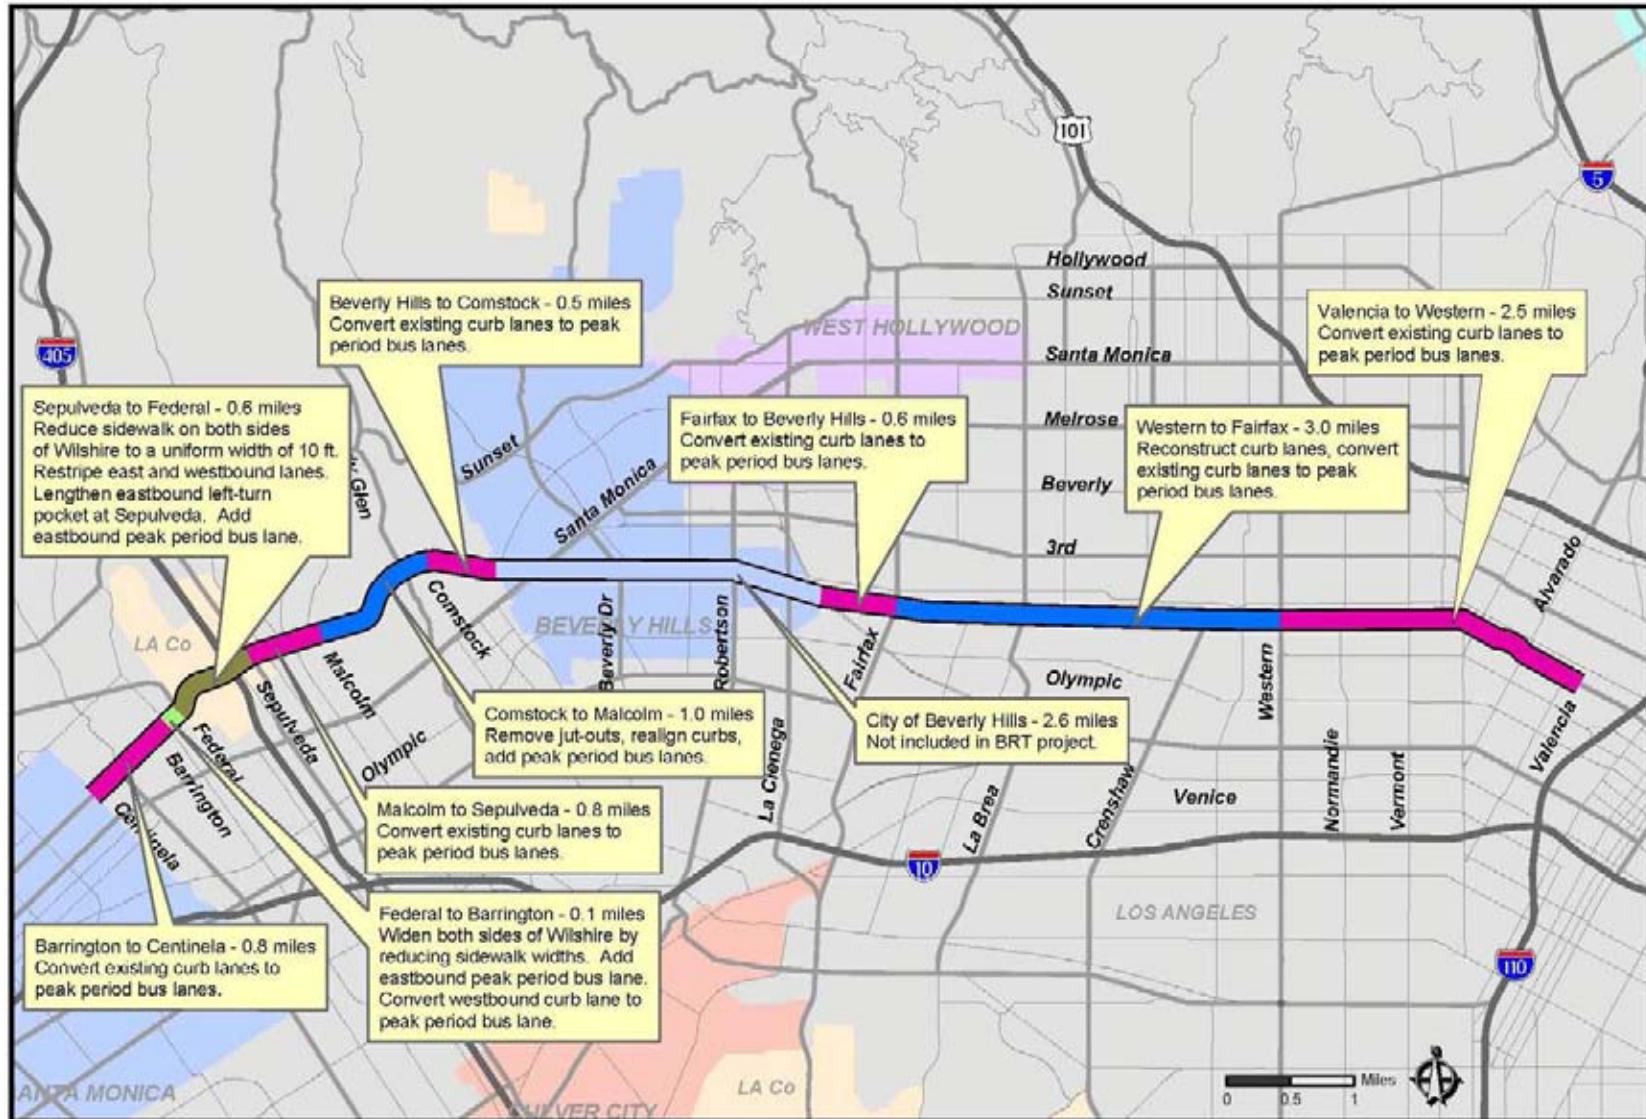 101
5
Hollywood
Sunset
Beverly Hills to Comstock - 0.5 miles
Convert existing curb lanes to peak
period bus lanes.
WEST HOLLYWOOD
Valencia to Western - 2.5 miles
Convert existing curb lanes to
peak period bus lanes.
405
Santa Monica
Sepulveda to Federal - 0.6 miles
Reduce sidewalk on both sides
of Wilshire to a uniform width of 10 ft.
Restripe east and westbound lanes.
Lengthen eastbound left-turn
pocket at Sepulveda. Add
eastbound peak period bus lane.
Fairfax to Beverly Hills - 0.6 miles
Convert existing curb lanes to
peak period bus lanes.
Melrose
Western to Fairfax - 3.0 miles
Reconstruct curb lanes, convert
existing curb lanes to peak
period bus lanes.
Sunset
Santa Monica
Glen
Beverly
3rd
Alvarado
Comstock
BEVERLY HILLS
LA Co
Malcolm
Beverly Dr
Robertson
Fairfax
Olympic
Western
Sepulveda
Federal
Barrington
Olympic
Comstock to Malcolm - 1.0 miles
Remove jut-outs, realign curbs,
add peak period bus lanes.
City of Beverly Hills - 2.6 miles
Not included in BRT project.
Valencia
La Cienega
La Brea
Crenshaw
Venice
Normandie
Vermont
Malcolm to Sepulveda - 0.8 miles
Convert existing curb lanes to
peak period bus lanes.
10
Federal to Barrington - 0.1 miles
Widen both sides of Wilshire by
reducing sidewalk widths. Add
eastbound peak period bus lane.
Convert westbound curb lane to
peak period bus lane.
Barrington to Centinela - 0.8 miles
Convert existing curb lanes to
peak period bus lanes.
LOS ANGELES
110
LA Co
MONICA
CULVER CITY
Miles
0 0.5 1